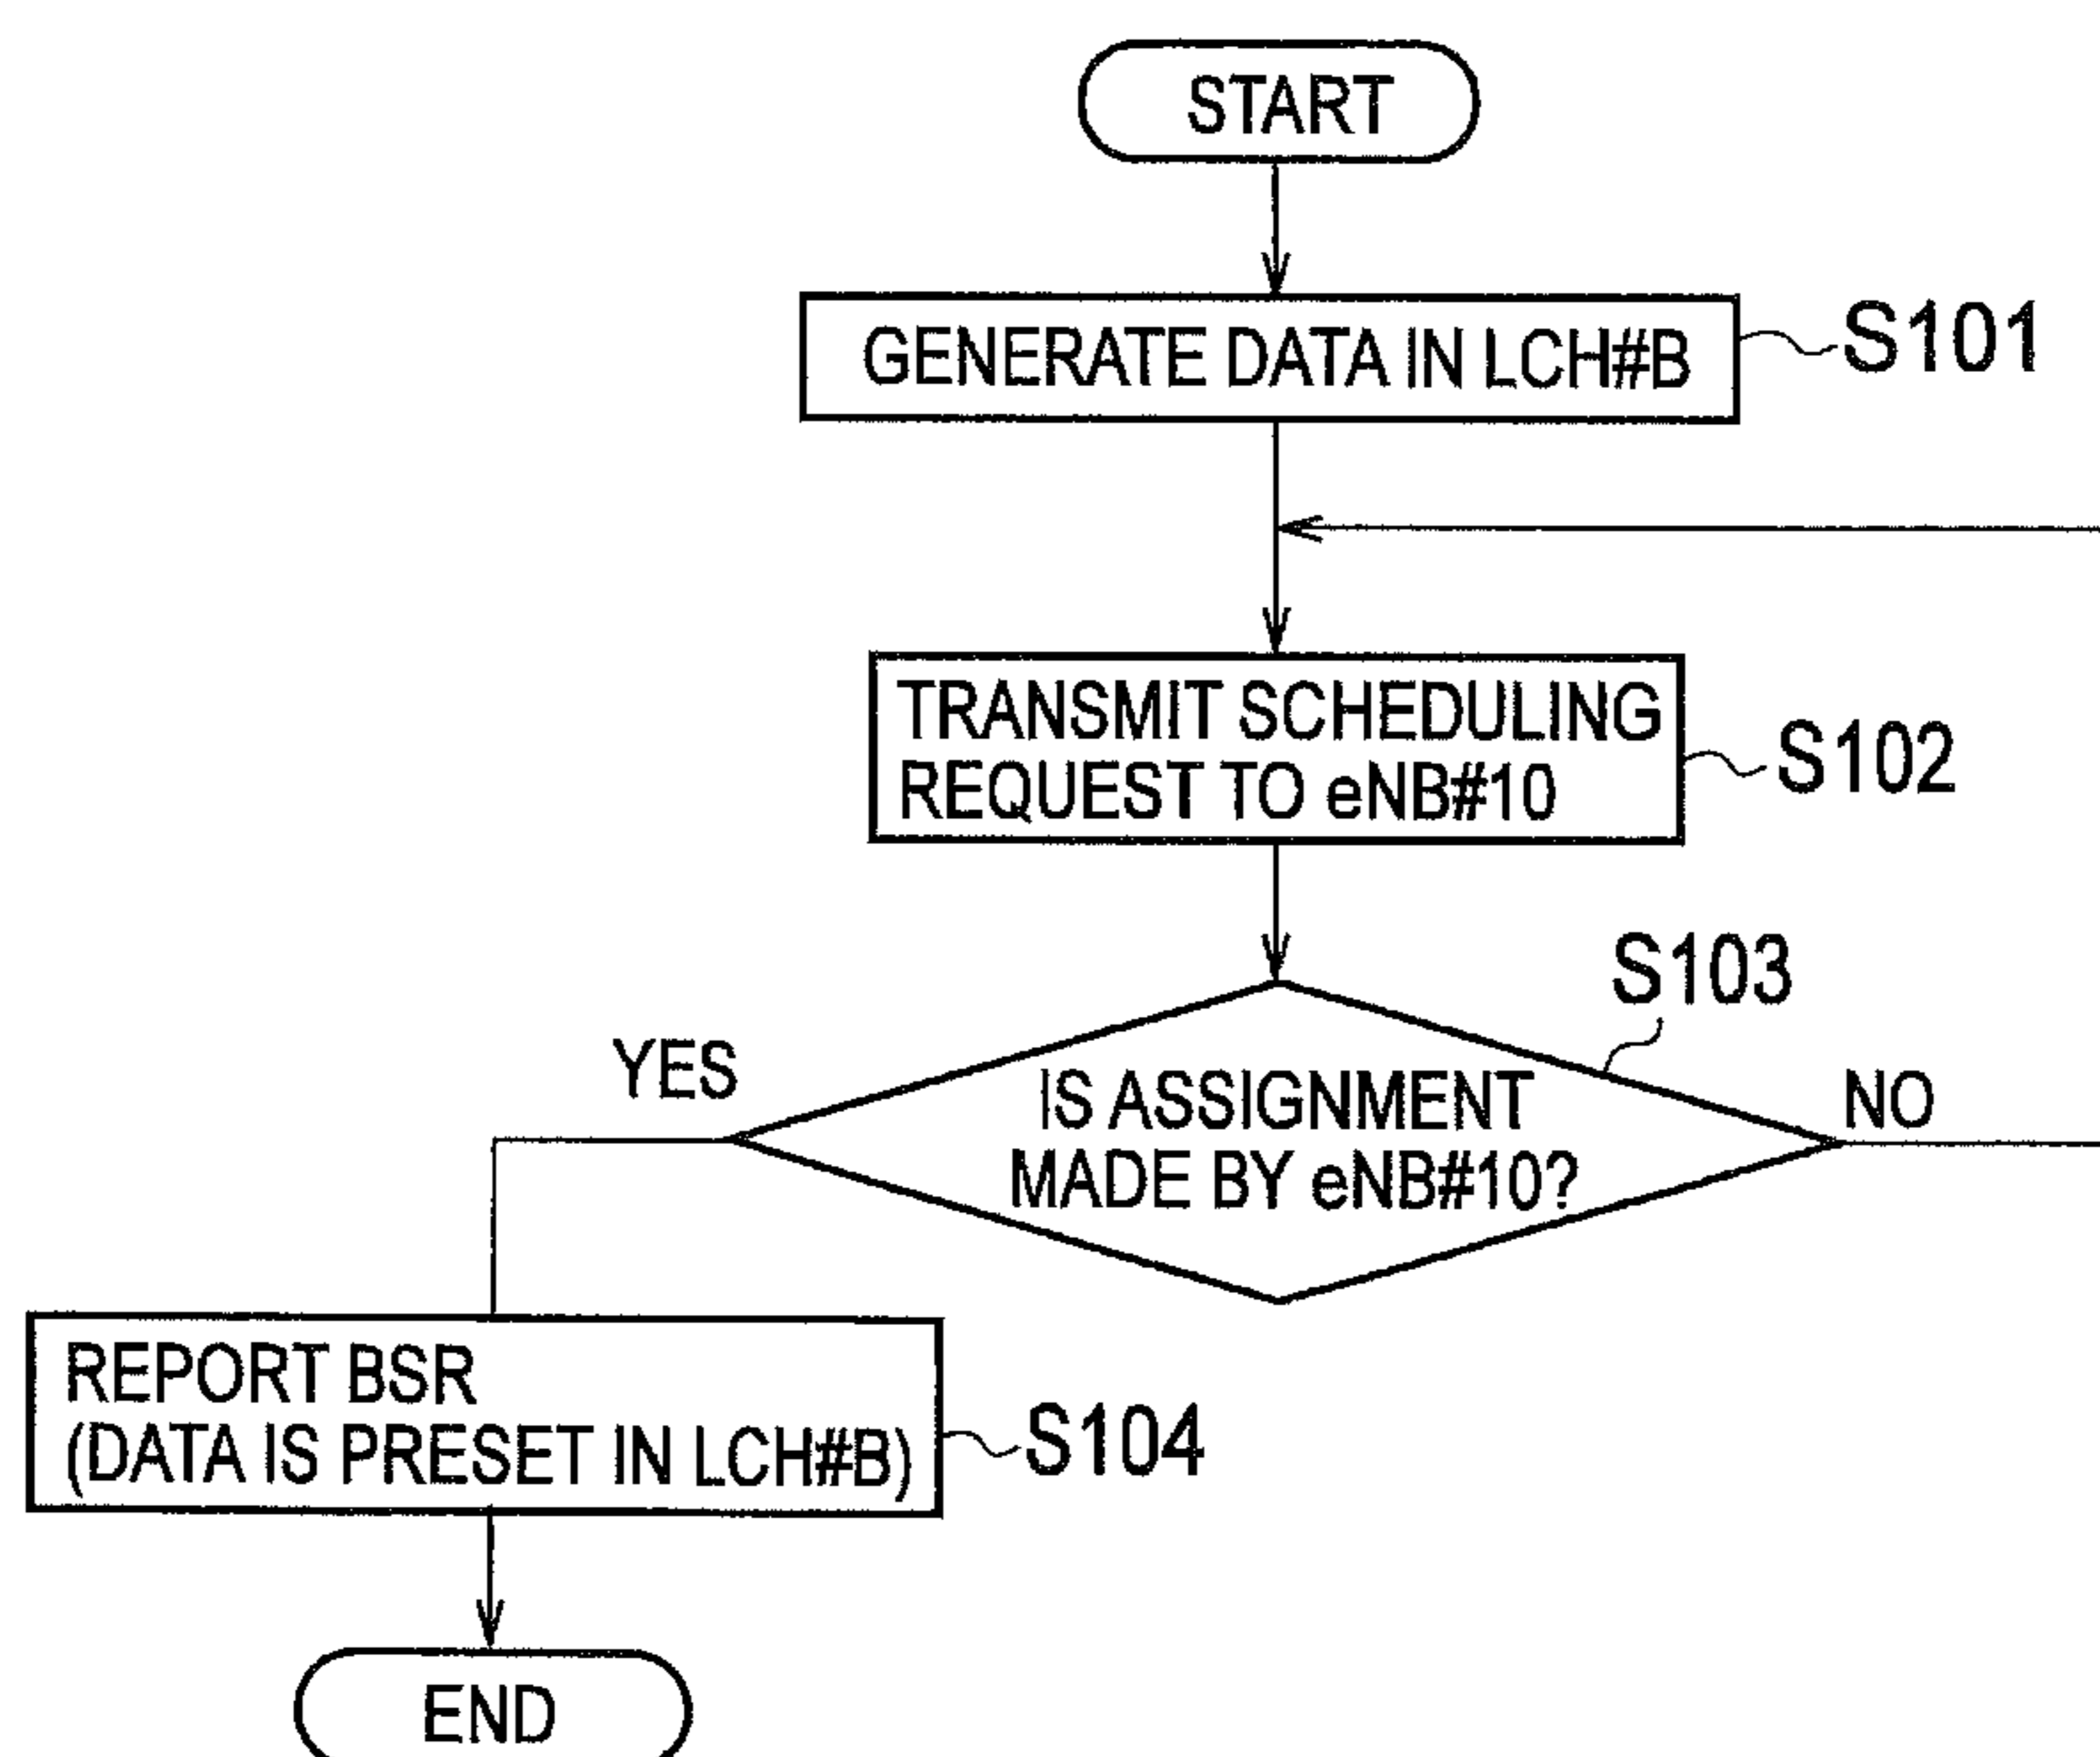 START
GENERATE DATA IN LCH#B
S101
TRANSMIT SCHEDULING
REQUEST TO eNB#10
S102
S103
YES
IS ASSIGNMENT
MADE BY eNB#10?
NO
REPORT BSR
(DATA IS PRESET IN LCH#B)
S104
END